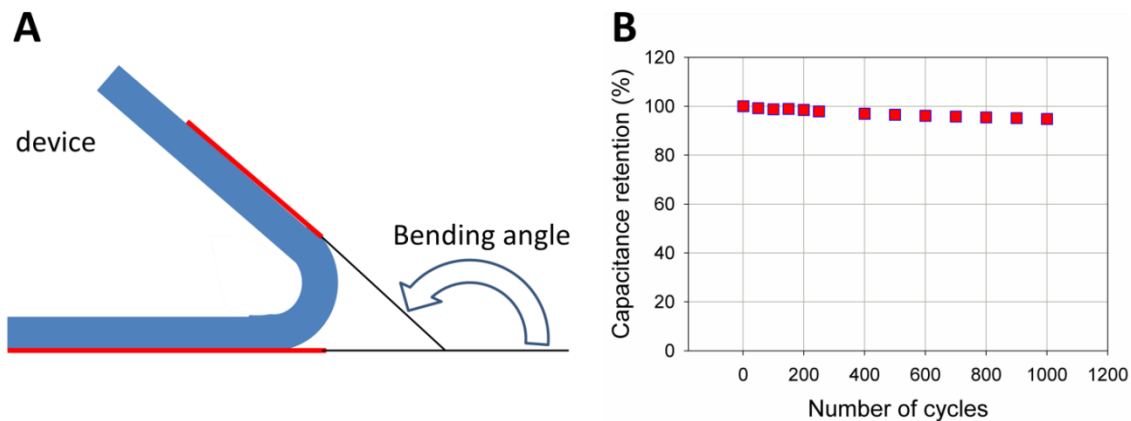 A
device
Bending angle
B
Capacitance retention (%)
120
100
80
60
40
20
0
0 200 400 600 800 1000 1200
Number of cycles